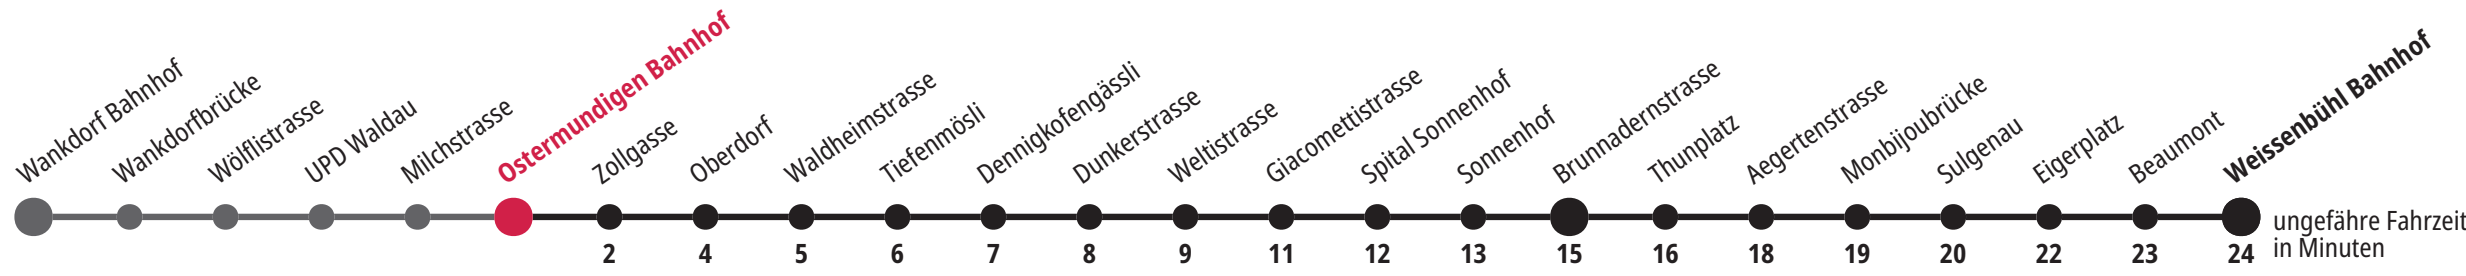 Wankdorf Bahnhof
Wankdorfbrücke
Wölflistrasse
UPD Waldau
Milchstrasse
Ostermundigen Bahnhof
Zollgasse
Oberdorf
Waldheimstrasse
Tiefenmösli
Dennigkofengässli
Dunkerstrasse
Weltistrasse
Giacomettistrasse
Spital Sonnenhof
Sonnenhof
Brunnadernstrasse
Thunplatz
Aegertenstrasse
Monbijoubrücke
Sulgenau
Eigerplatz
Beaumont
Weissenbühl Bahnhof
2 4 5 6 7 8 9 11 12 13 15 16 18 19 20 22 23 24
ungefähre Fahrzeit
in Minuten